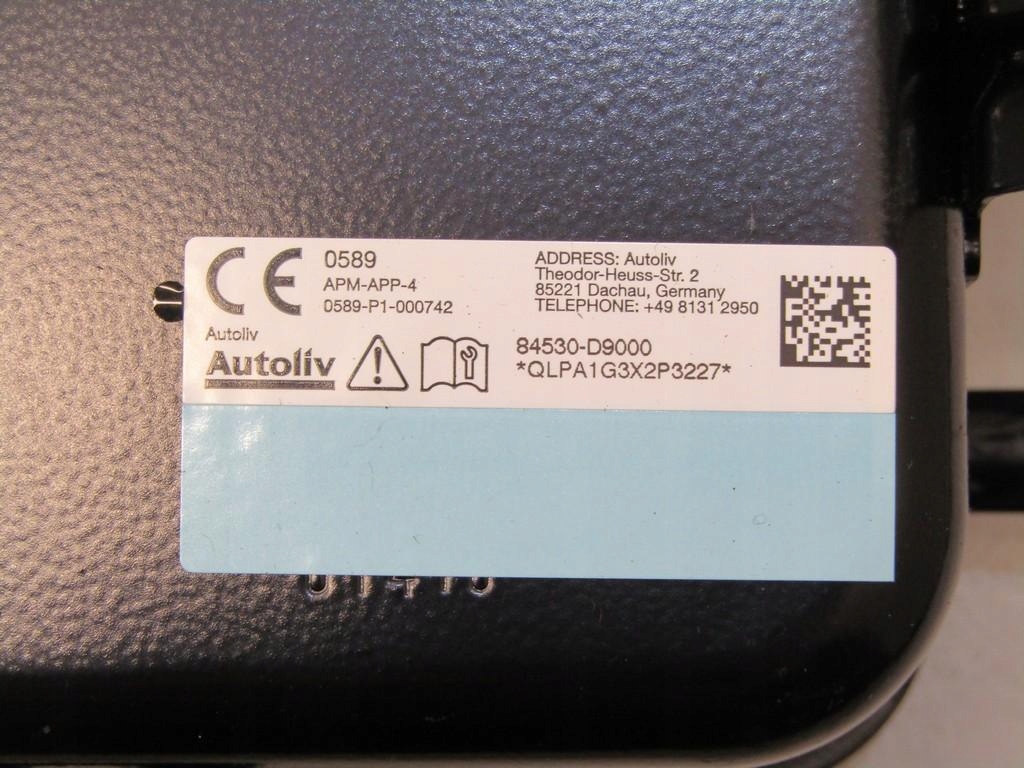 CE 0589
APM-APP-4
0589-P1-000742
Autoliv
Autoliv
ADDRESS: Autoliv
Theodor-Heuss-Str. 2
85221 Dachau, Germany
TELEPHONE: +49 8131 2950
84530-D9000
*QLPA1G3X2P3227*